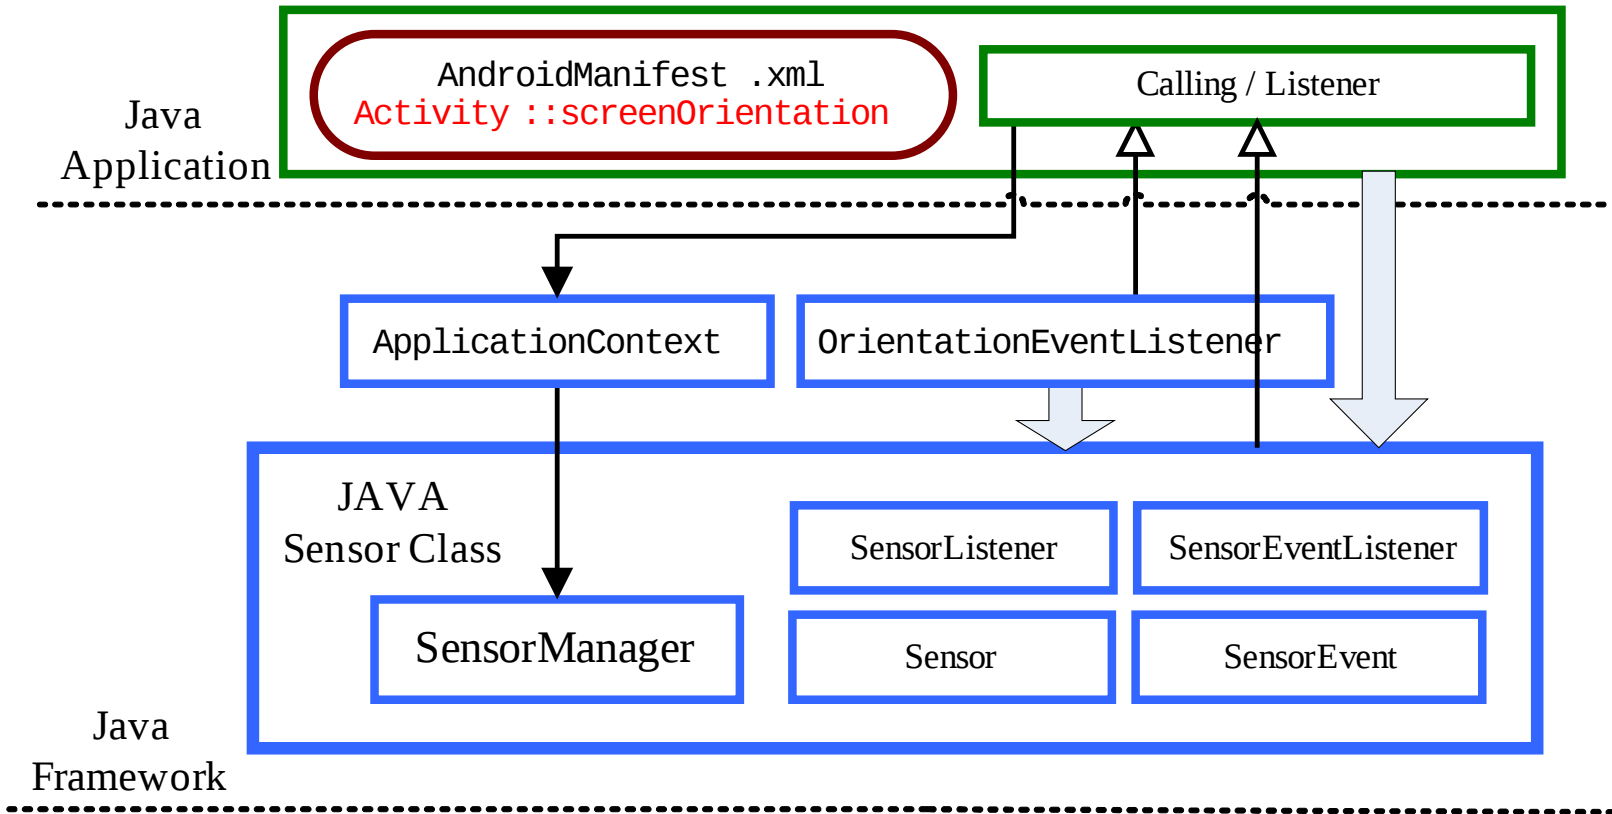 AndroidManifest .xml
Activity ::screenOrientation
Calling / Listener
Java
Application
ApplicationContext
OrientationEventListener
JAVA
Sensor Class
SensorListener
SensorEventListener
SensorManager
Sensor
SensorEvent
Java
Framework